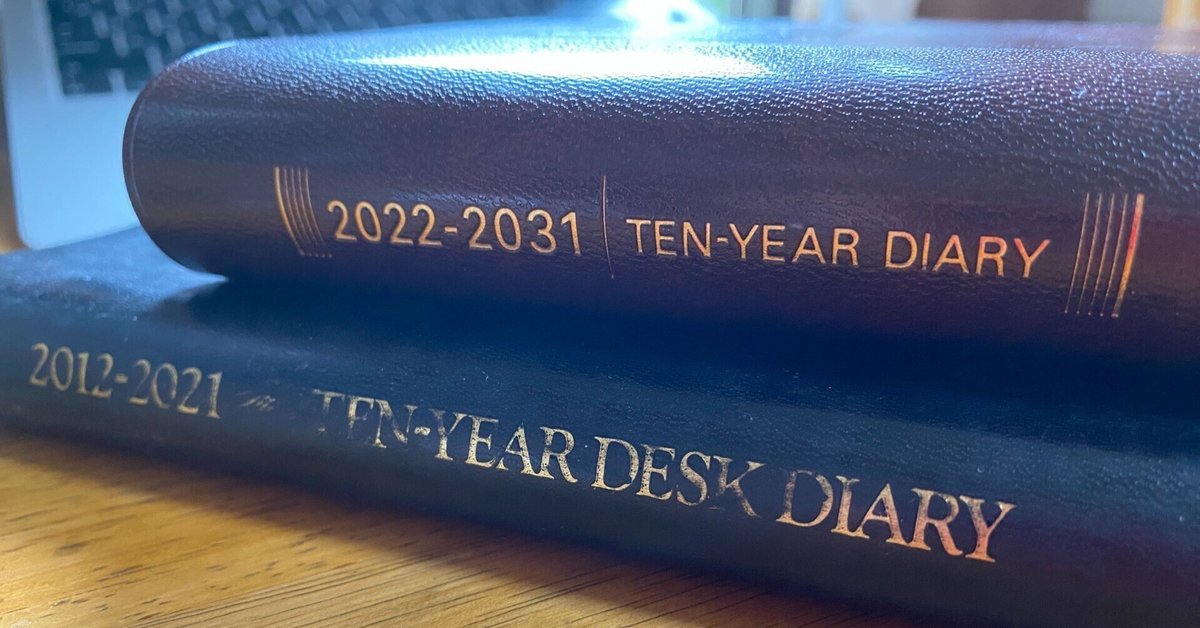 2022-2031 TEN-YEAR DIARY
2012-2021 TEN-YEAR DESK DIARY